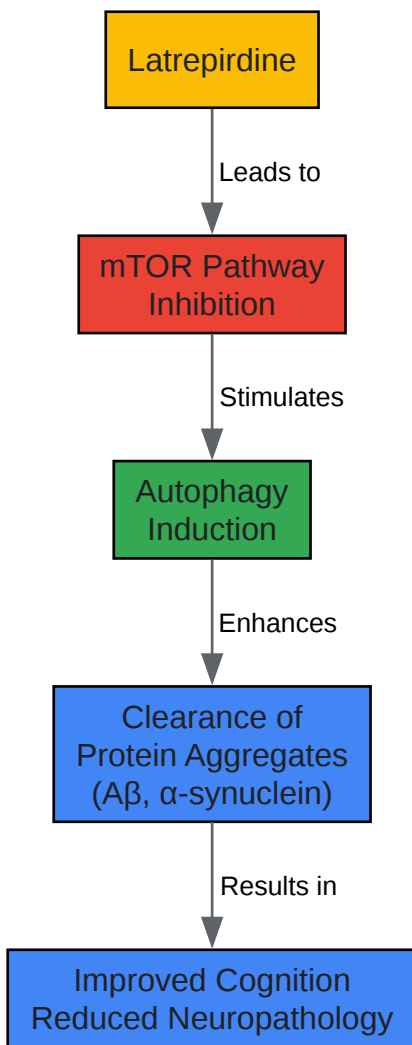 Latrepirdine
Leads to
mTOR Pathway
Inhibition
Stimulates
Autophagy
Induction
Enhances
Clearance of
Protein Aggregates
(Aβ, α-synuclein)
Results in
Improved Cognition
Reduced Neuropathology